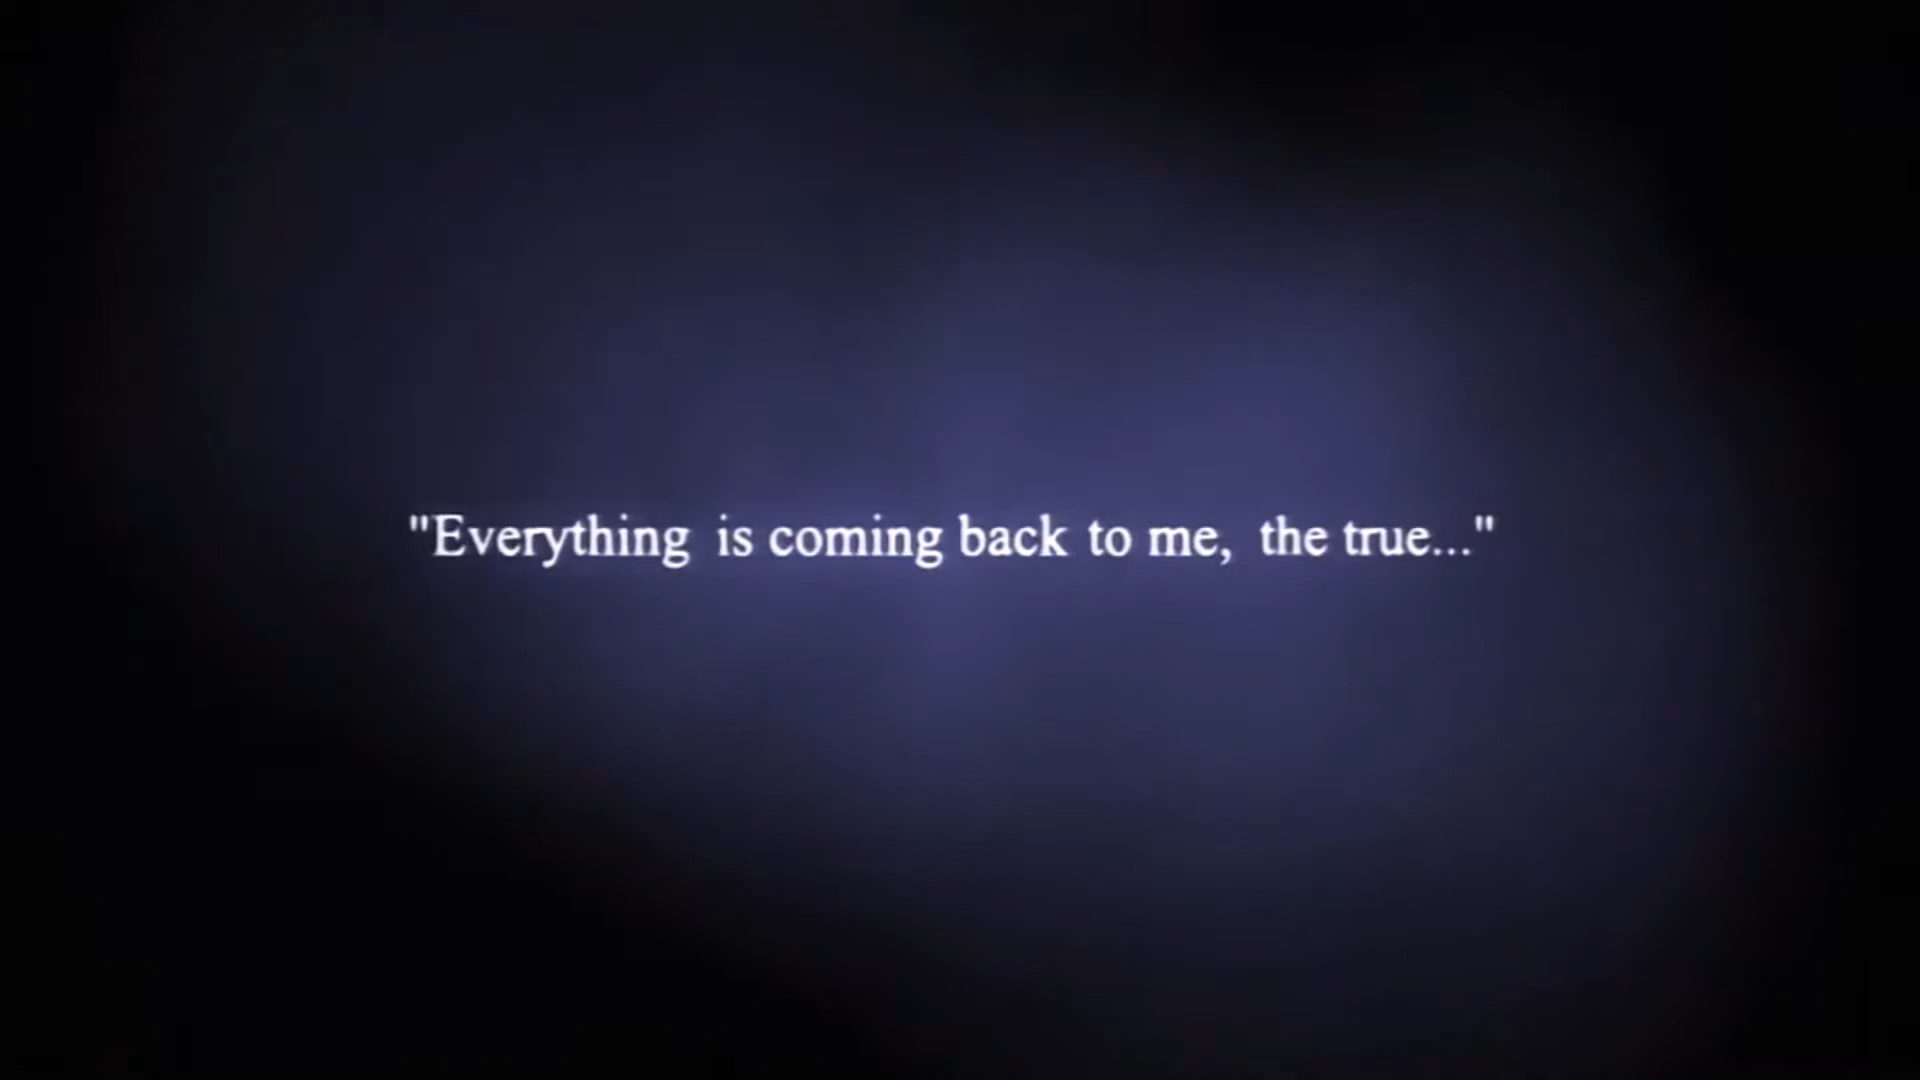 "Everything is coming back to me, the true..."